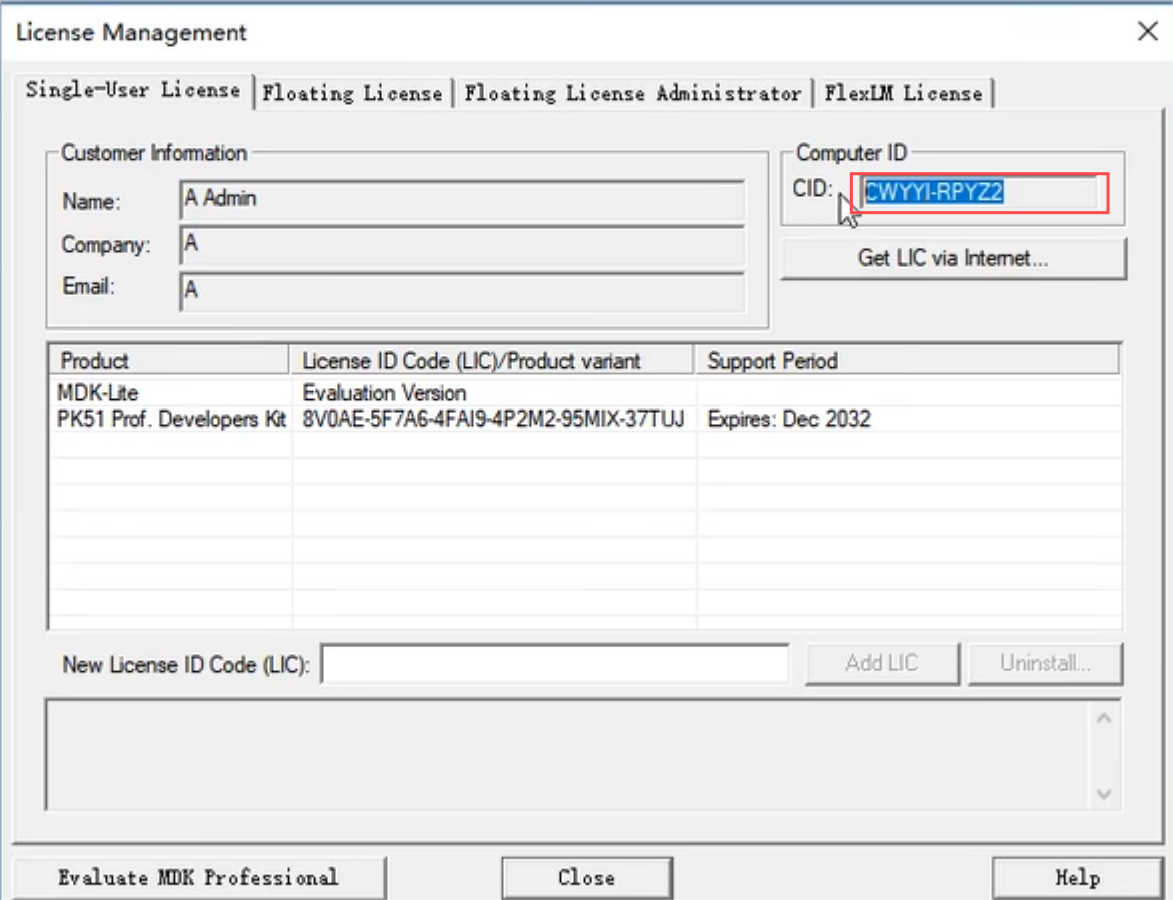 License Management
Single-User License
Floating License
Floating License Administrator
FlexLM License
Customer Information
Name:
A Admin
Company:
A
Email:
A
Computer ID
CID:
CWYYI-RPYZ2
Get LIC via Internet...
Product
License ID Code (LIC)/Product variant
Support Period
MDK-Lite
Evaluation Version
PK51 Prof. Developers Kit
8V0AE-5F7A6-4FAI9-4P2M2-95MIX-37TUJ
Expires: Dec 2032
New License ID Code (LIC):
Add LIC
Uninstall...
Evaluate MDK Professional
Close
Help